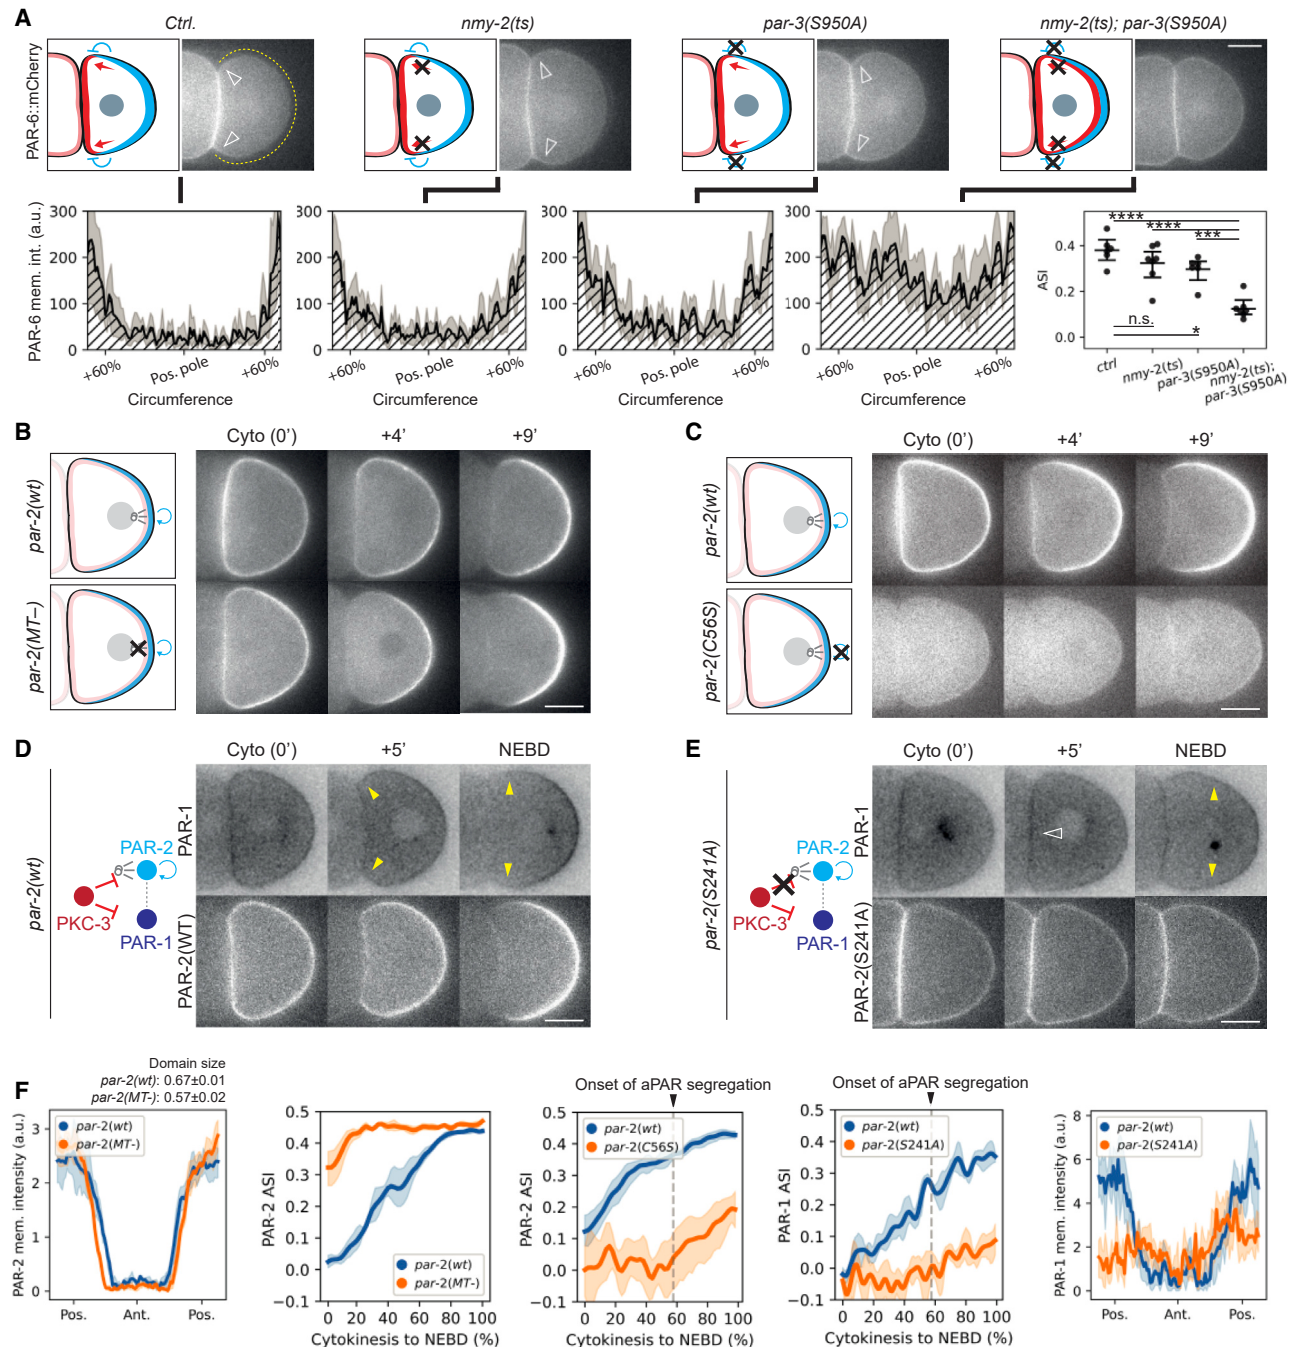 A
Ctrl.
nmy-2(ts)
par-3(S950A)
nmy-2(ts); par-3(S950A)
PAR-6::mCherry
PAR-6 mem. int. (a.u.)
300
200
100
0
+60%
Pos. pole
+60%
Circumference
300
200
100
0
+60%
Pos. pole
+60%
Circumference
300
200
100
0
+60%
Pos. pole
+60%
Circumference
300
200
100
0
+60%
Pos. pole
+60%
Circumference
ASI
0.4
0.2
0.0
****
****
***
n.s.
*
ctrl
nmy-2(ts)
par-3(S950A)
nmy-2(ts);
par-3(S950A)
B
Cyto (0’)
+4’
+9’
par-2(wt)
par-2(MT–)
C
Cyto (0’)
+4’
+9’
par-2(wt)
par-2(C56S)
D
Cyto (0’)
+5’
NEBD
par-2(wt)
PAR-2
PKC-3
PAR-1
PAR-1
PAR-2(WT)
E
Cyto (0’)
+5’
NEBD
par-2(S241A)
PAR-2
PKC-3
PAR-1
PAR-1
PAR-2(S241A)
F
Domain size
par-2(wt): 0.67±0.01
par-2(MT-): 0.57±0.02
PAR-2 mem. intensity (a.u.)
3
2
1
0
par-2(wt)
par-2(MT-)
Pos.
Ant.
Pos.
PAR-2 ASI
0.5
0.4
0.3
0.2
0.1
0.0
−0.1
par-2(wt)
par-2(MT-)
0
20
40
60
80
100
Cytokinesis to NEBD (%)
Onset of aPAR segregation
PAR-2 ASI
0.5
0.4
0.3
0.2
0.1
0.0
−0.1
par-2(wt)
par-2(C56S)
0
20
40
60
80
100
Cytokinesis to NEBD (%)
Onset of aPAR segregation
PAR-1 ASI
0.5
0.4
0.3
0.2
0.1
0.0
−0.1
par-2(wt)
par-2(S241A)
0
20
40
60
80
100
Cytokinesis to NEBD (%)
PAR-1 mem. intensity (a.u.)
8
6
4
2
0
par-2(wt)
par-2(S241A)
Pos.
Ant.
Pos.